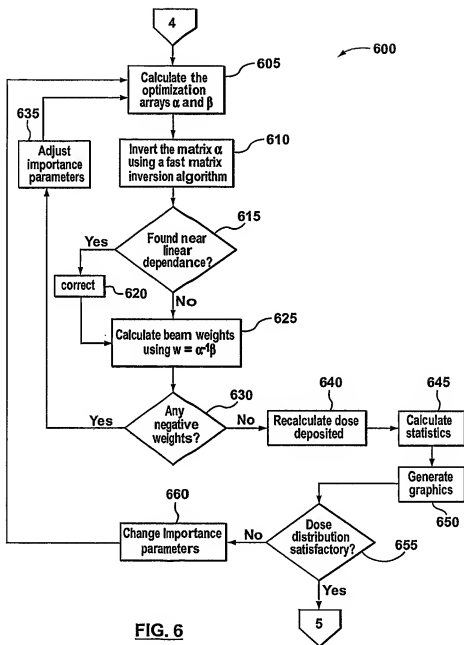 4
600
605
Calculate the
optimization
arrays α and β
635
Adjust
importance
parameters
610
Invert the matrix α
using a fast matrix
inversion algorithm
615
Yes
Found near
linear
dependance?
correct
620
No
625
Calculate beam weights
using w = α⁻¹β
630
Yes
Any
negative
weights?
No
640
Recalculate dose
deposited
645
Calculate
statistics
Generate
graphics
650
660
Change Importance
parameters
No
Dose
distribution
satisfactory?
655
Yes
5
FIG. 6